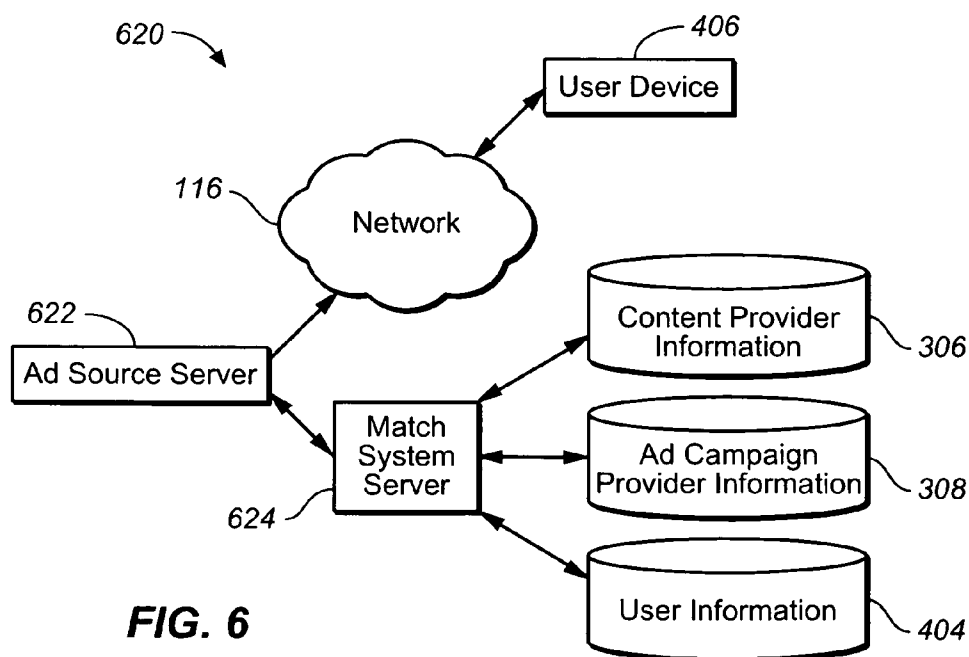 620
406
User Device
116
Network
622
Ad Source Server
Content Provider
Information
306
Match
System
Server
624
Ad Campaign
Provider Information
308
User Information
404
FIG. 6